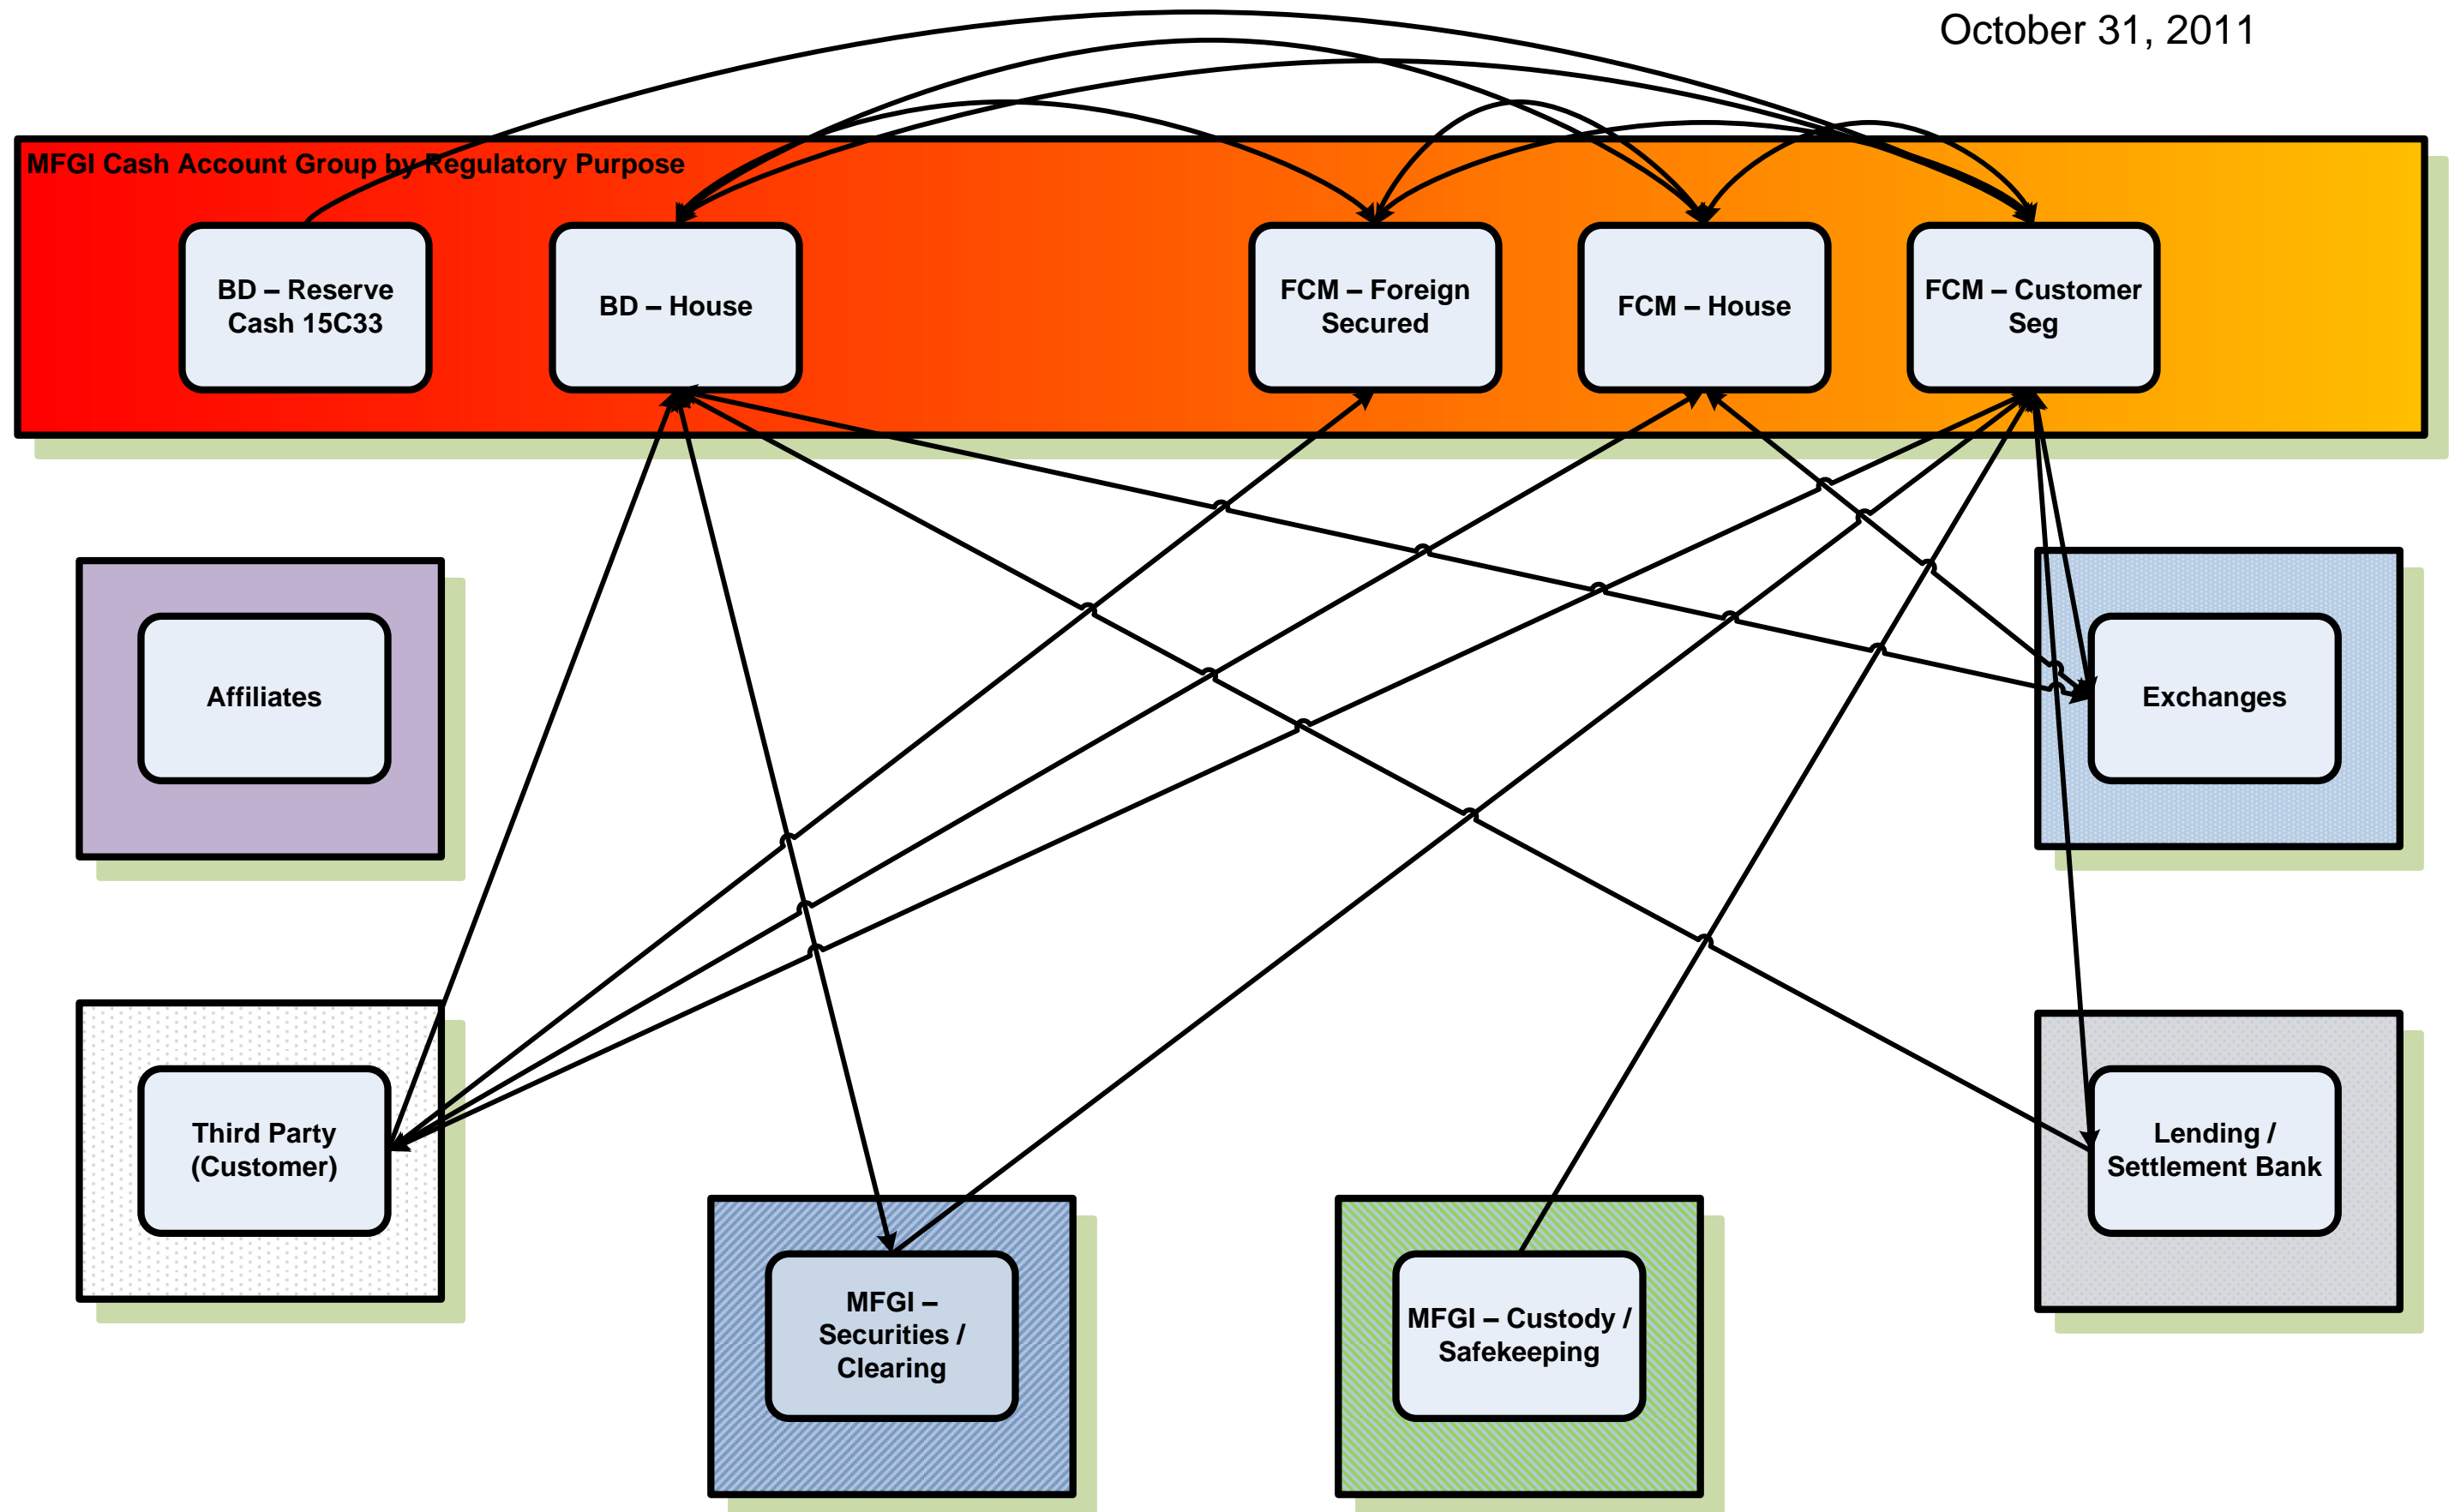 October 31, 2011
MFGI Cash Account Group by Regulatory Purpose
BD – Reserve
Cash 15C33
BD – House
FCM – Foreign
Secured
FCM – House
FCM – Customer
Seg
Affiliates
Exchanges
Third Party
(Customer)
Lending /
Settlement Bank
MFGI –
Securities /
Clearing
MFGI – Custody /
Safekeeping